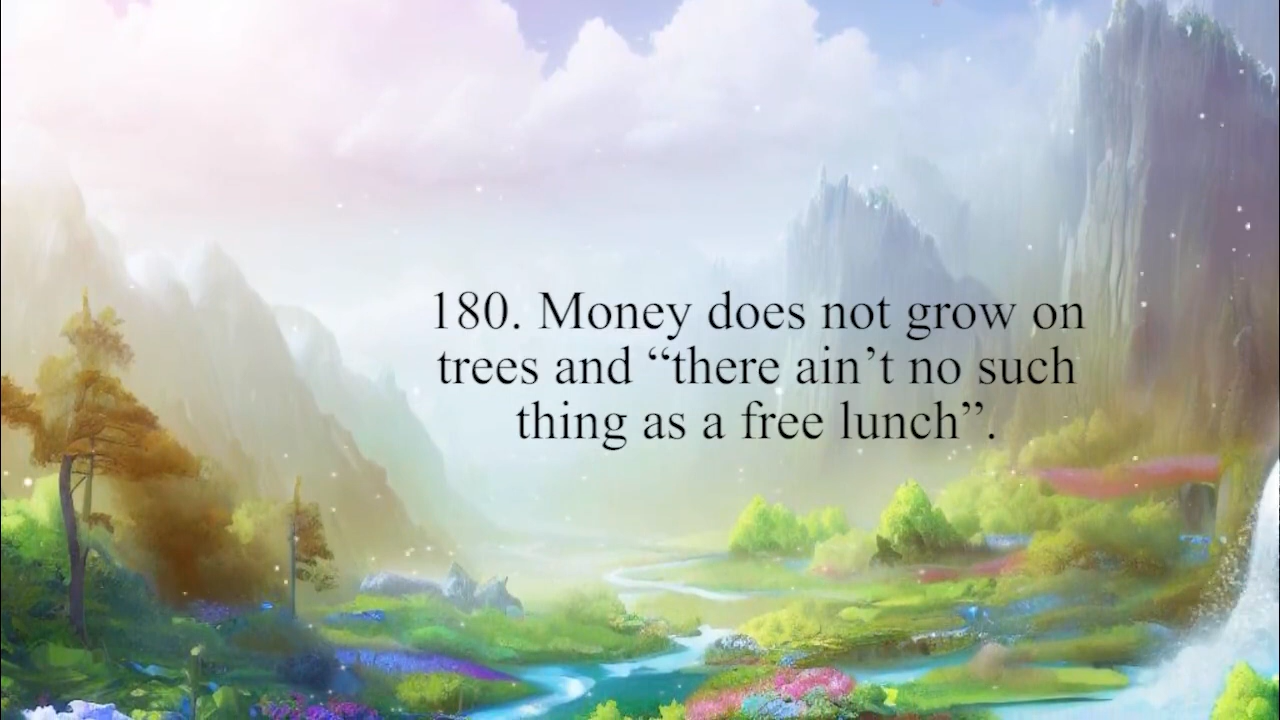 180. Money does not grow on
trees and “there ain’t no such
thing as a free lunch”.